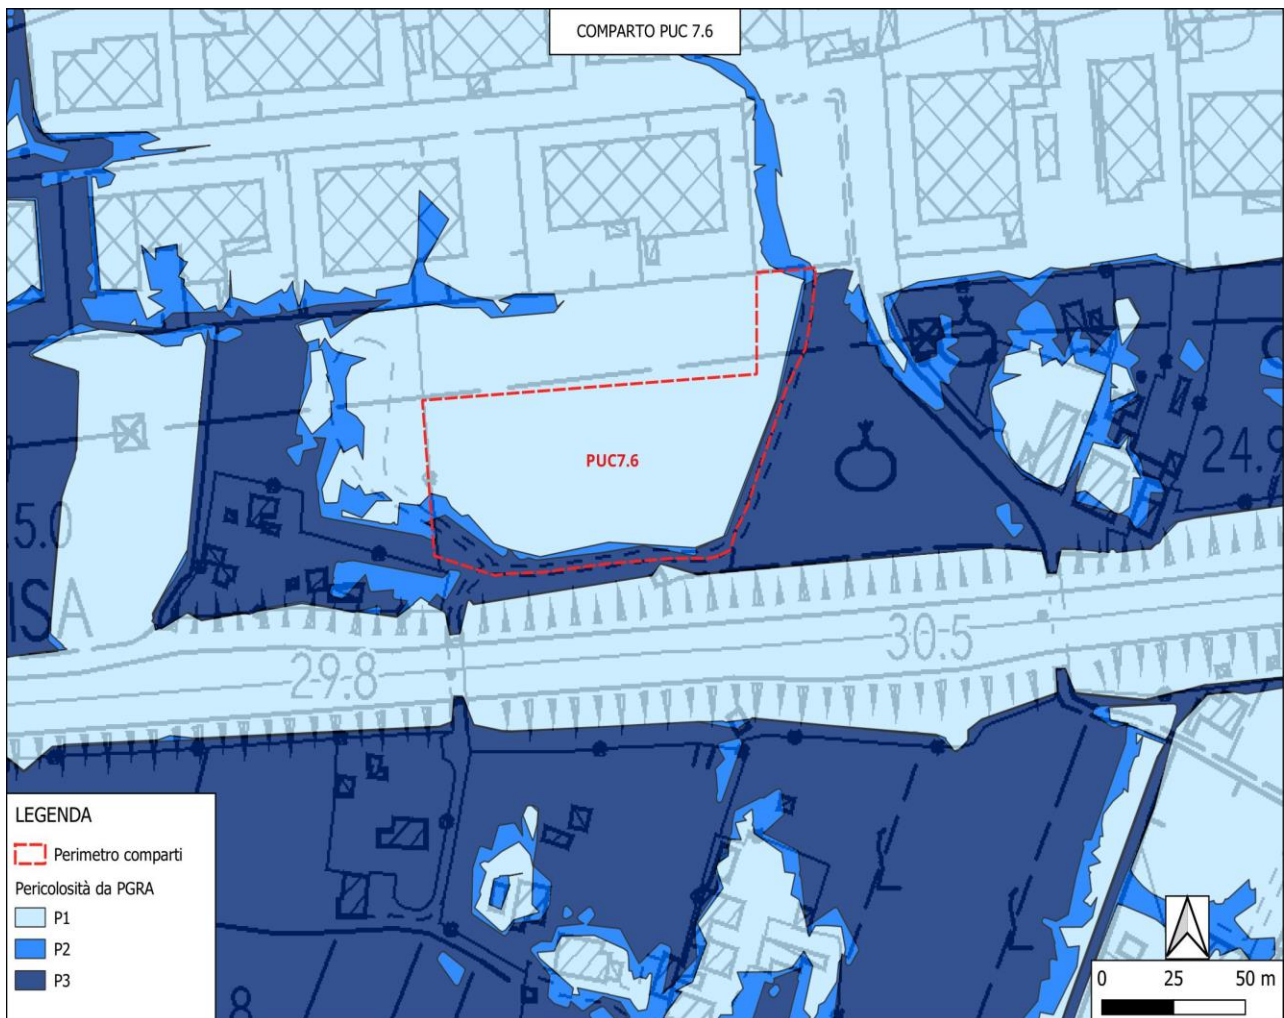 COMPARTO PUC 7.6
PUC7.6
24.9
5.0
29.8
30.5
LEGENDA
Perimetro comparti
Pericolosità da PGRA
P1
P2
P3
8
0 25 50 m